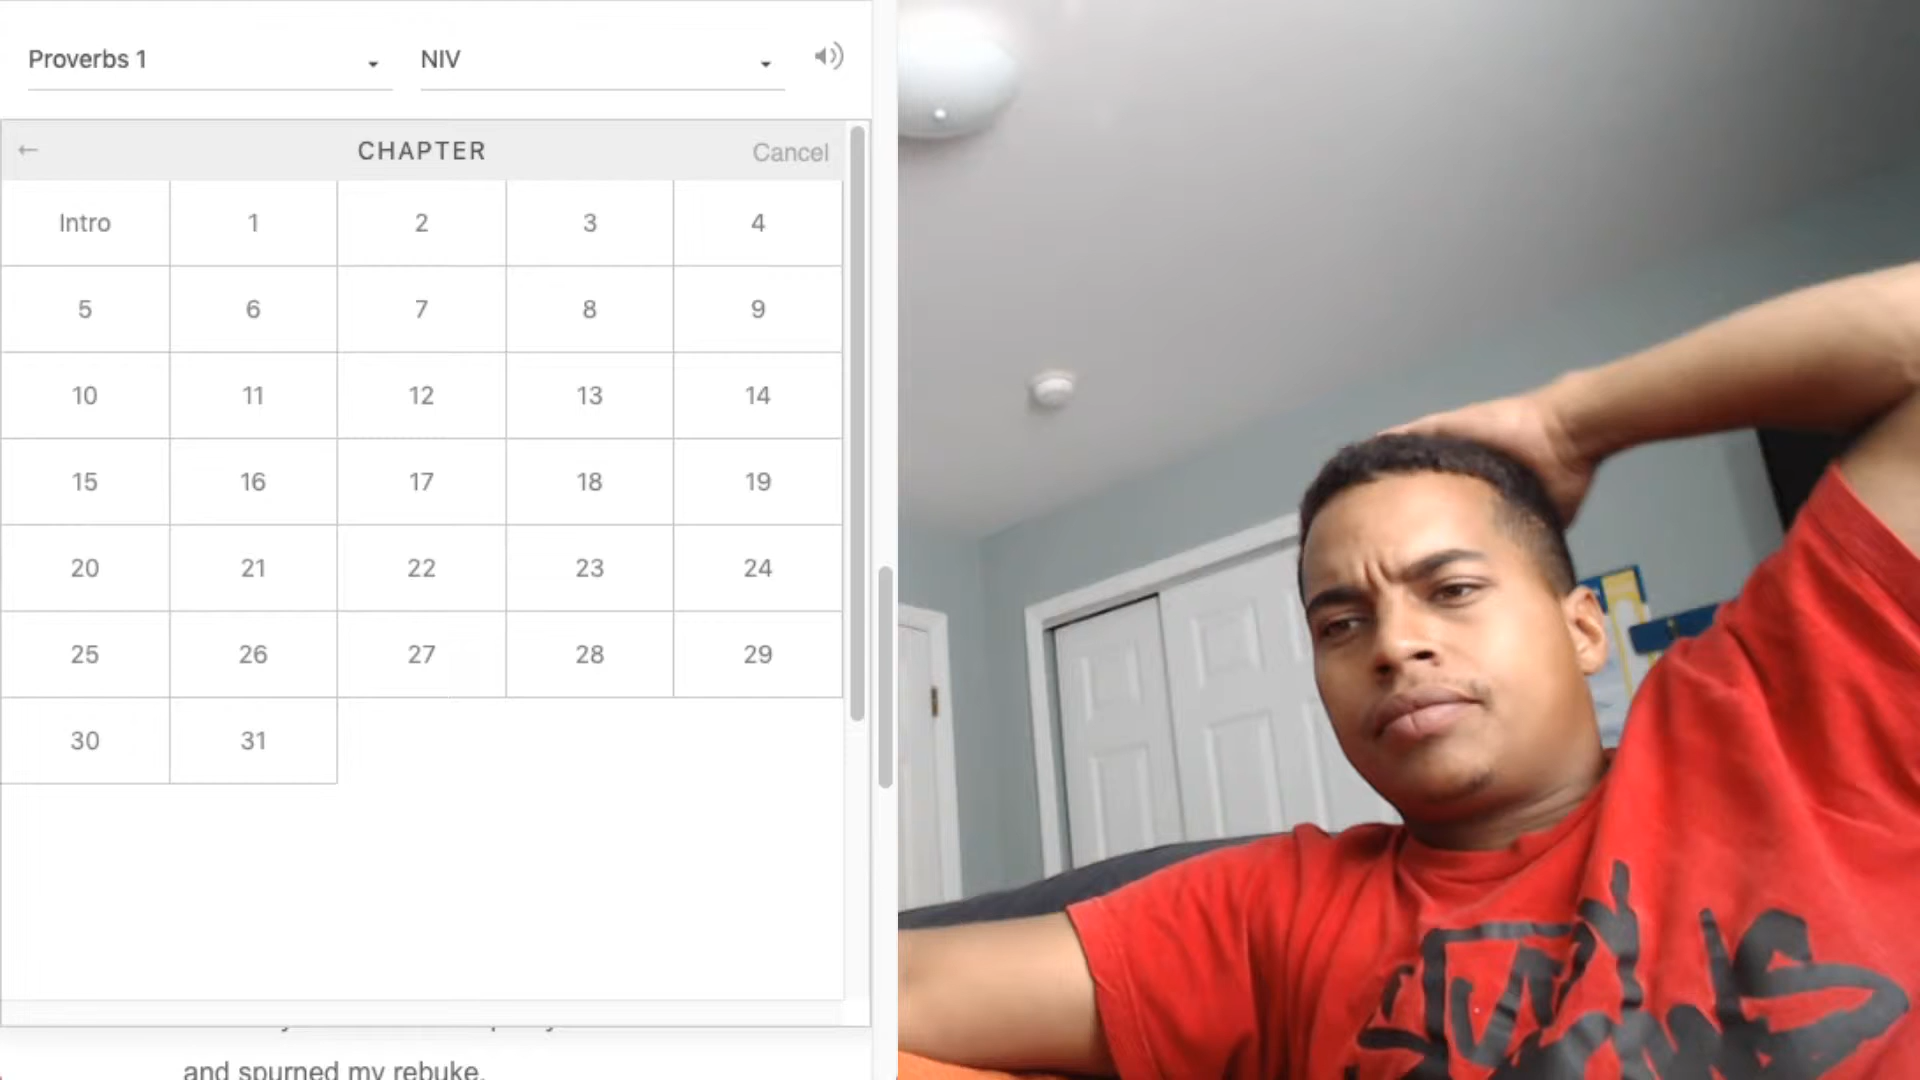 Proverbs 1 NIV
← CHAPTER Cancel
Intro 1 2 3 4
5 6 7 8 9
10 11 12 13 14
15 16 17 18 19
20 21 22 23 24
25 26 27 28 29
30 31
and spurned my rebuke.